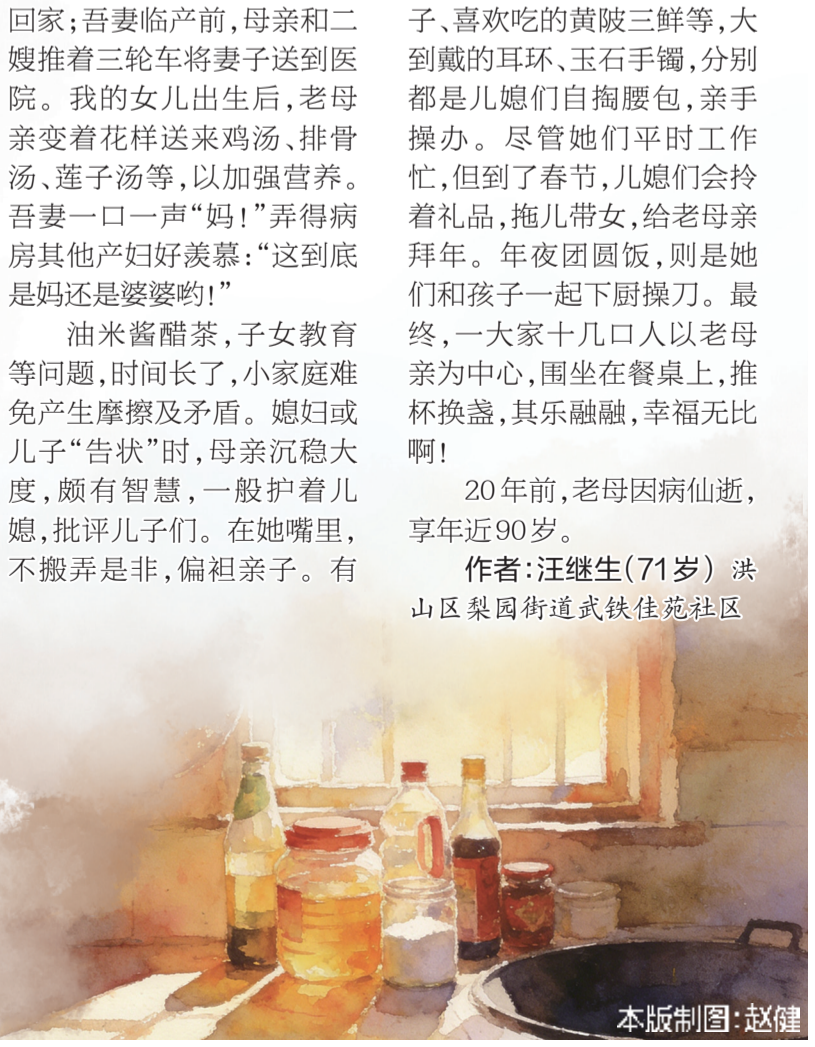 回家;吾妻临产前,母亲和二
嫂推着三轮车将妻子送到医
院。我的女儿出生后,老母
亲变着花样送来鸡汤、排骨
汤、莲子汤等,以加强营养。
吾妻一口一声“妈!”弄得病
房其他产妇好羡慕:“这到底
是妈还是婆婆哟!”
油米酱醋茶,子女教育
等问题,时间长了,小家庭难
免产生摩擦及矛盾。媳妇或
儿子“告状”时,母亲沉稳大
度,颇有智慧,一般护着儿
媳,批评儿子们。在她嘴里,
不搬弄是非,偏袒亲子。有
子、喜欢吃的黄陂三鲜等,大
到戴的耳环、玉石手镯,分别
都是儿媳们自掏腰包,亲手
操办。尽管她们平时工作
忙,但到了春节,儿媳们会拎
着礼品,拖儿带女,给老母亲
拜年。年夜团圆饭,则是她
们和孩子一起下厨操刀。最
终,一大家十几口人以老母
亲为中心,围坐在餐桌上,推
杯换盏,其乐融融,幸福无比
啊!
20年前,老母因病仙逝,
享年近90岁。
作者:汪继生(71岁) 洪
山区梨园街道武铁佳苑社区
本版制图:赵健